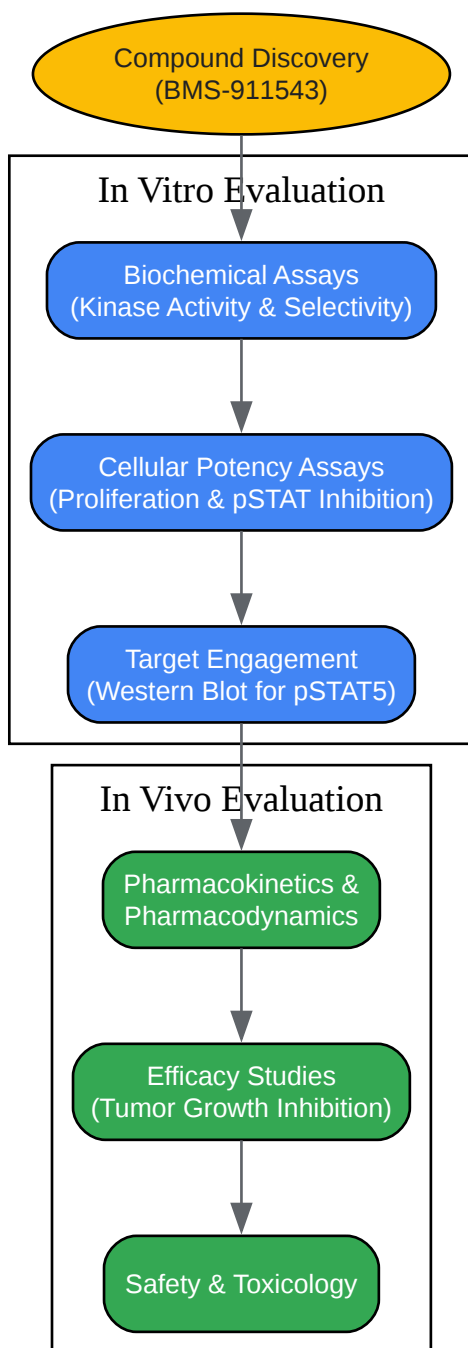 Compound Discovery
(BMS-911543)
In Vitro Evaluation
Biochemical Assays
(Kinase Activity & Selectivity)
Cellular Potency Assays
(Proliferation & pSTAT Inhibition)
Target Engagement
(Western Blot for pSTAT5)
In Vivo Evaluation
Pharmacokinetics &
Pharmacodynamics
Efficacy Studies
(Tumor Growth Inhibition)
Safety & Toxicology